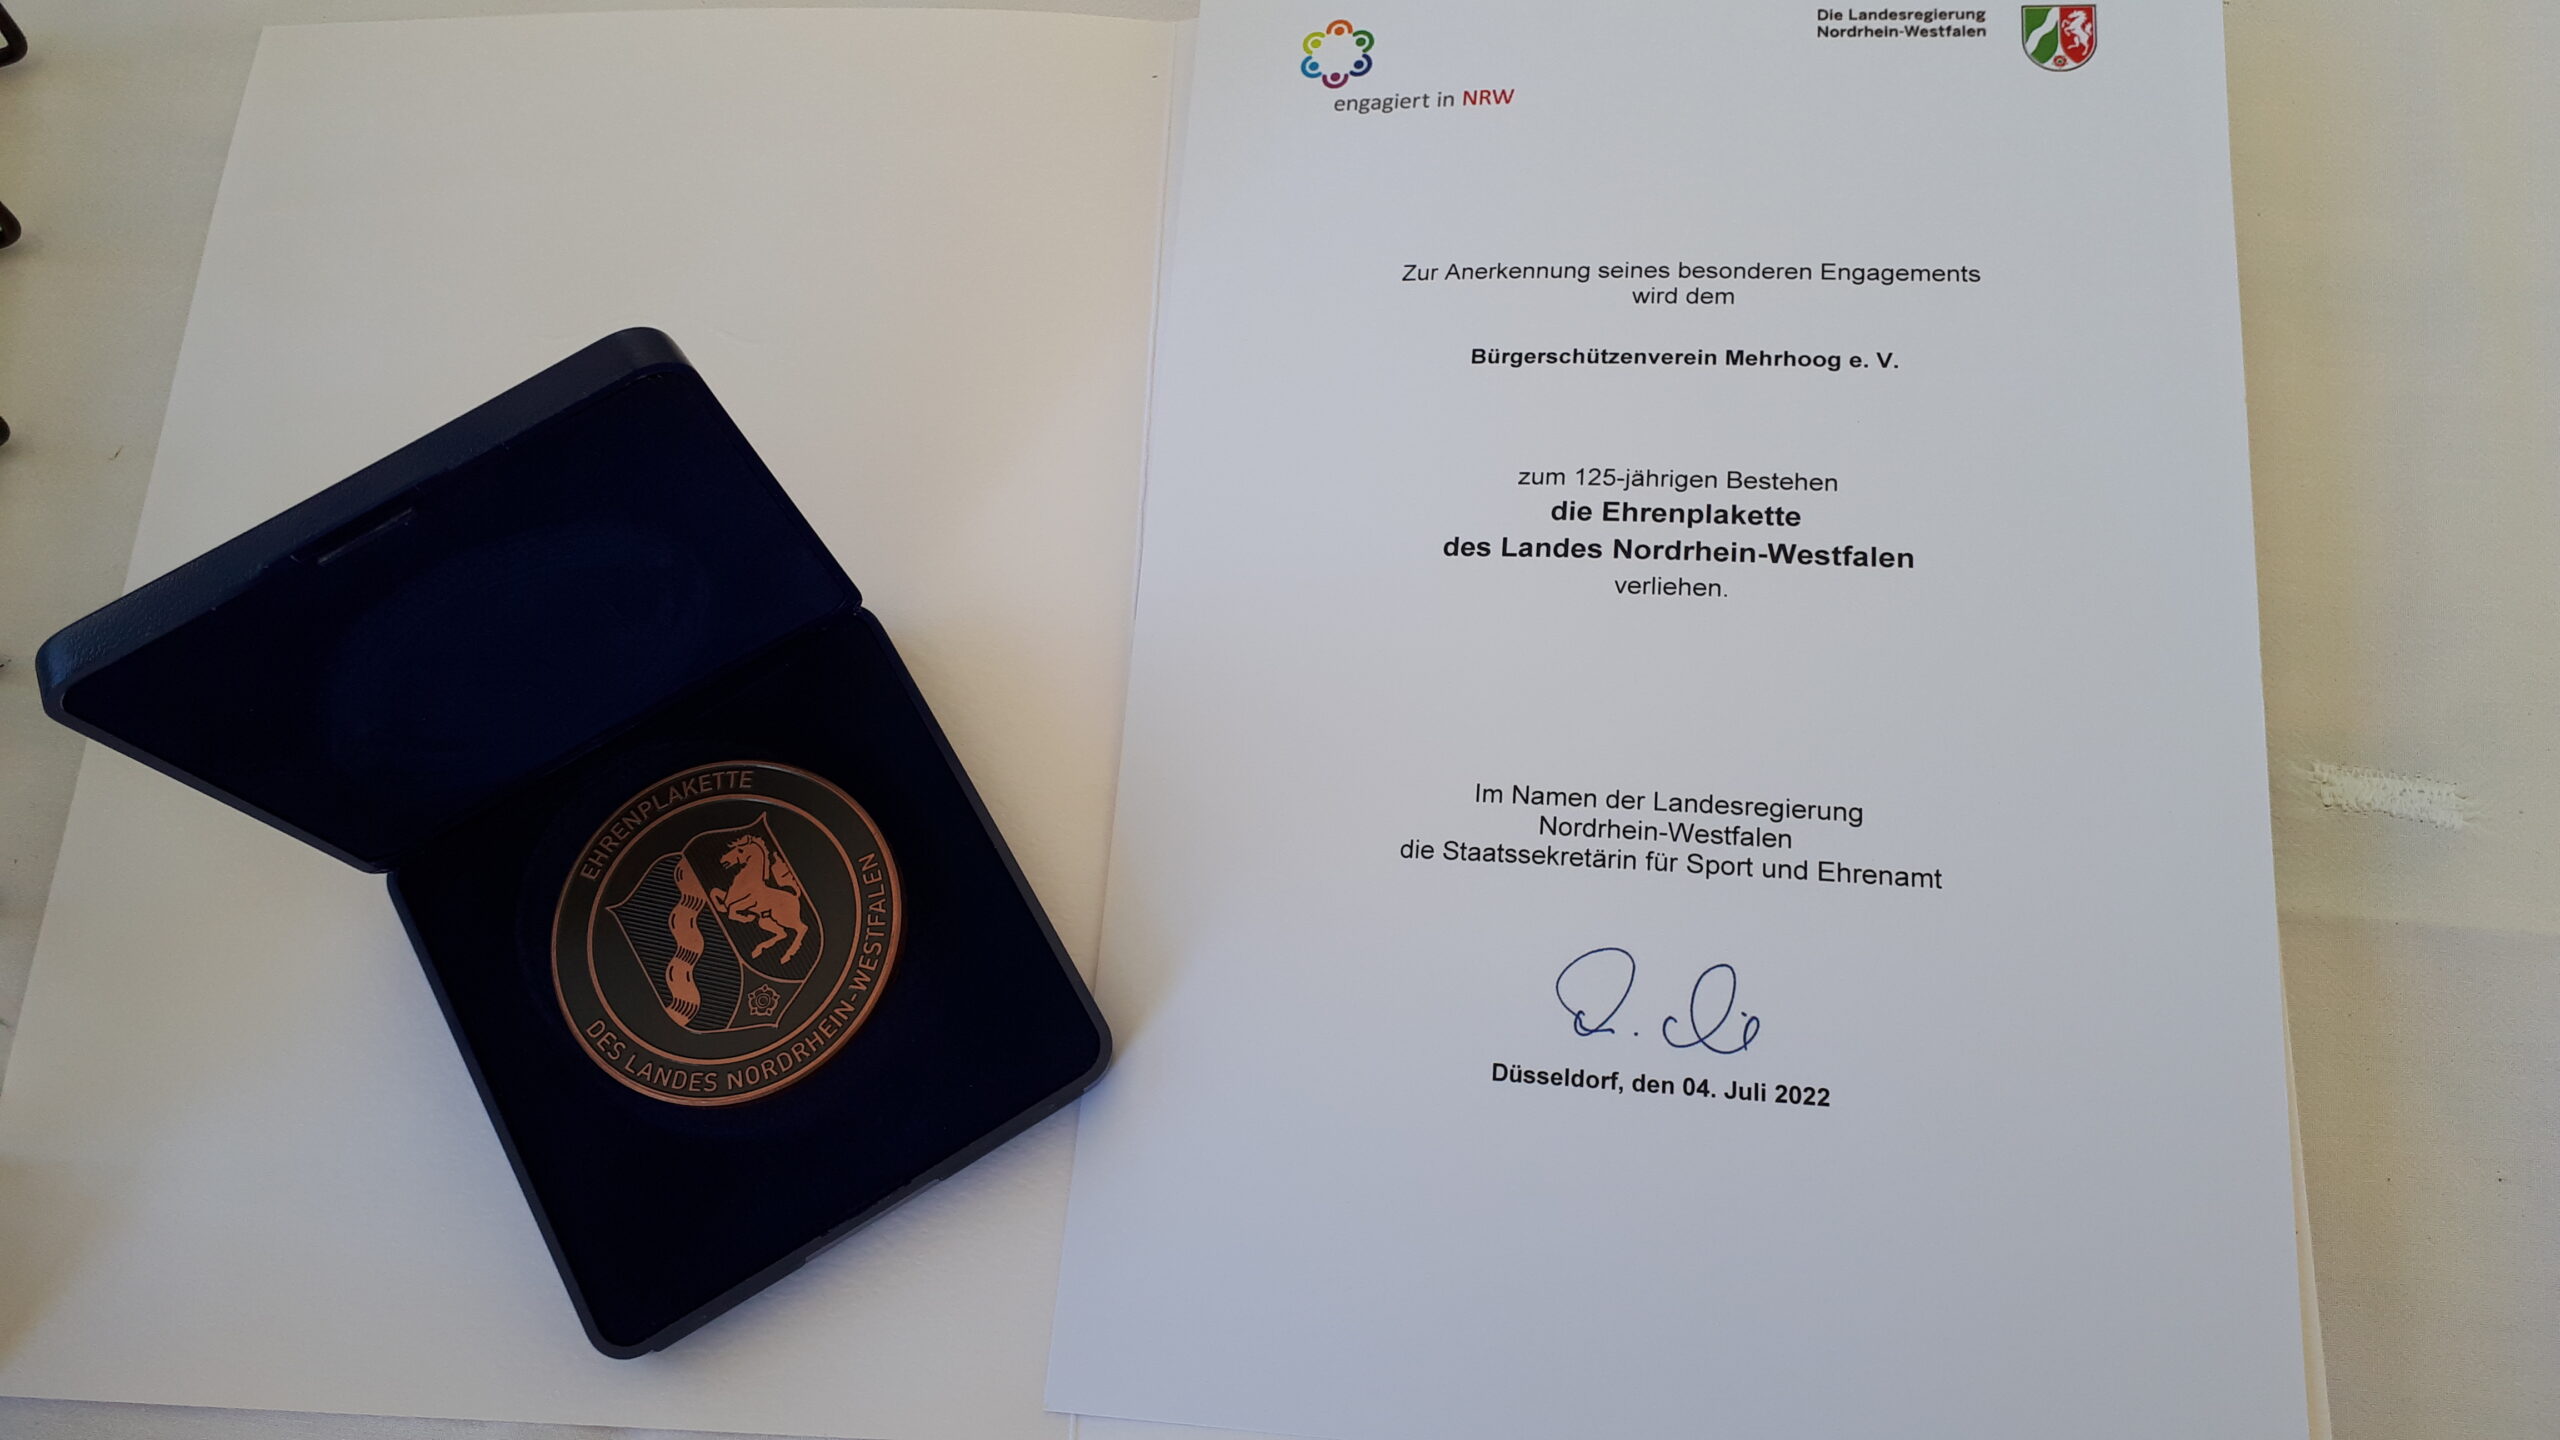 engagiert in NRW
Die Landesregierung
Nordrhein-Westfalen
Zur Anerkennung seines besonderen Engagements
wird dem
Bürgerschützenverein Mehrhoog e. V.
zum 125-jährigen Bestehen
die Ehrenplakette
des Landes Nordrhein-Westfalen
verliehen.
Im Namen der Landesregierung
Nordrhein-Westfalen
die Staatssekretärin für Sport und Ehrenamt
Düsseldorf, den 04. Juli 2022
EHRENPLAKETTE
DES LANDES NORDRHEIN-WESTFALEN